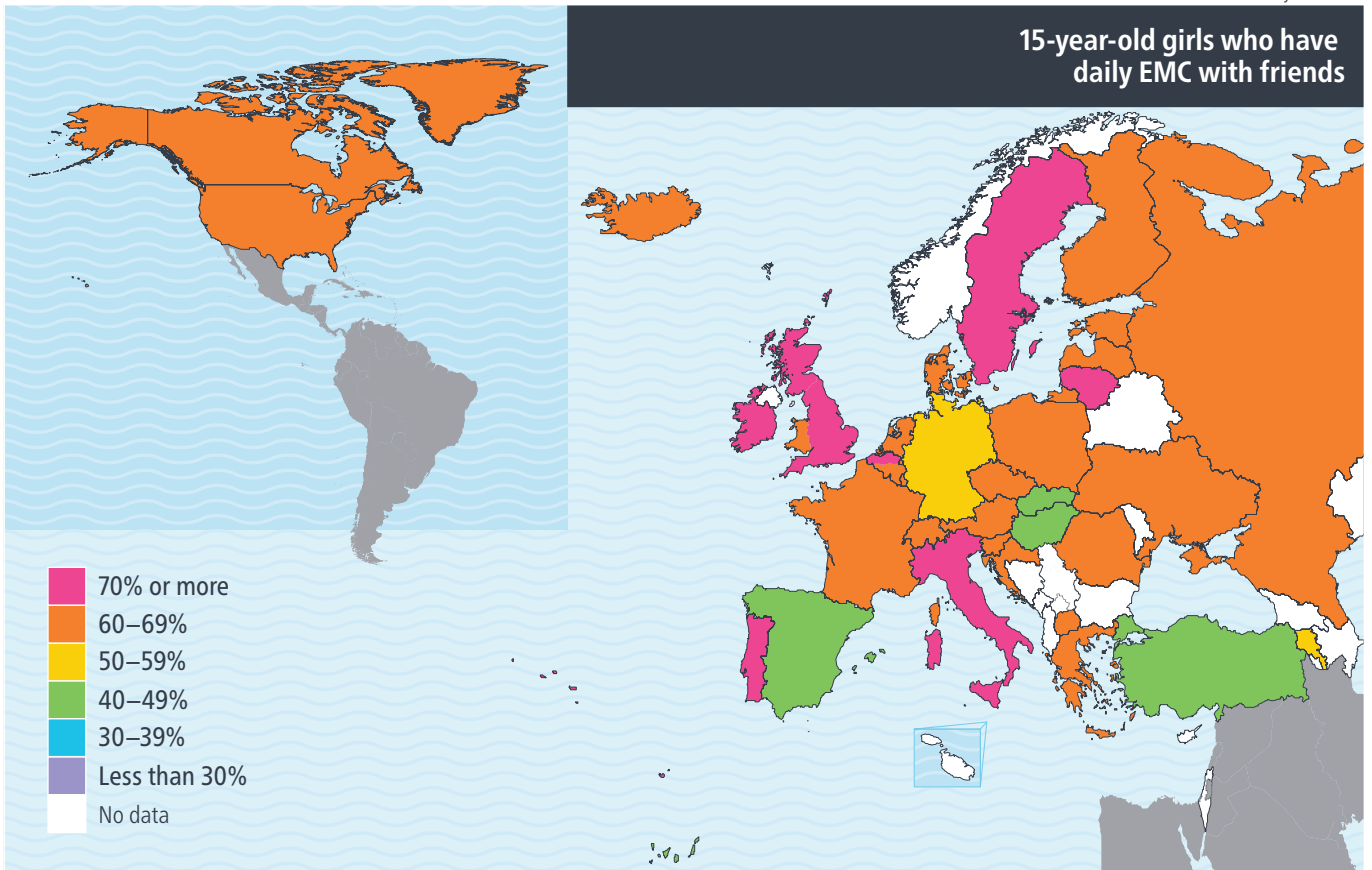 15-year-old girls who have
daily EMC with friends
70% or more
60–69%
50–59%
40–49%
30–39%
Less than 30%
No data